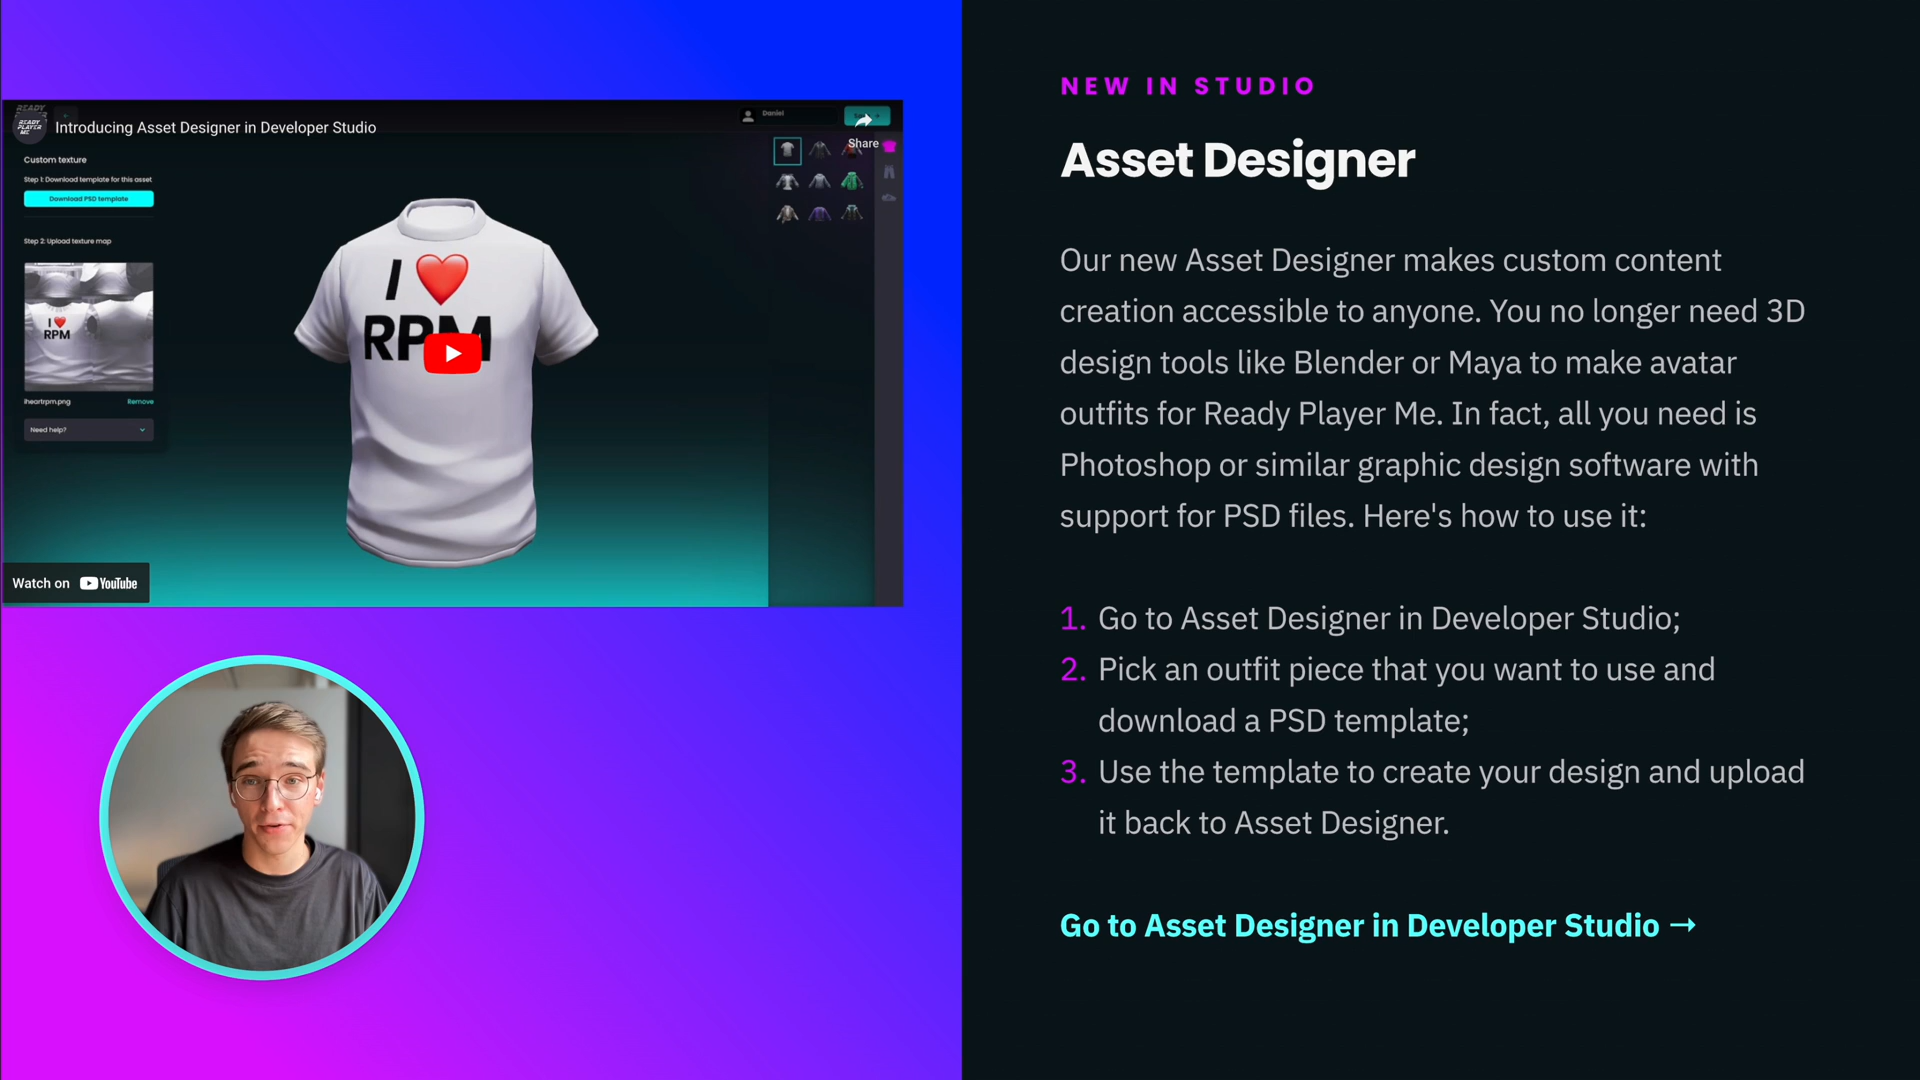 READY
PLAYER
ME
Introducing Asset Designer in Developer Studio
Daniel
Share
Custom texture
Step 1: Download template for this asset
Download PSD template
Step 2: Upload texture map
I ❤️
RPM
iheartrpm.png
Remove
Need help?
I ❤️
RPM
Watch on YouTube
NEW IN STUDIO
Asset Designer
Our new Asset Designer makes custom content
creation accessible to anyone. You no longer need 3D
design tools like Blender or Maya to make avatar
outfits for Ready Player Me. In fact, all you need is
Photoshop or similar graphic design software with
support for PSD files. Here's how to use it:
1. Go to Asset Designer in Developer Studio;
2. Pick an outfit piece that you want to use and
download a PSD template;
3. Use the template to create your design and upload
it back to Asset Designer.
Go to Asset Designer in Developer Studio →